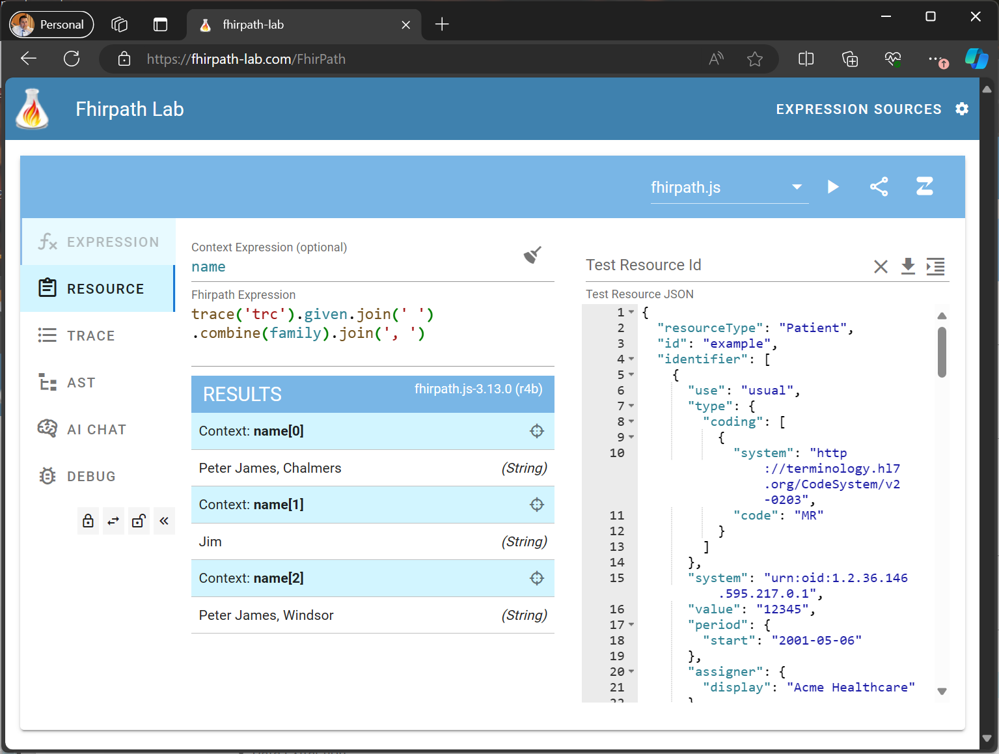 Personal
fhirpath-lab
https://fhirpath-lab.com/FhirPath
Fhirpath Lab
EXPRESSION SOURCES
fhirpath.js
EXPRESSION
RESOURCE
TRACE
AST
AI CHAT
DEBUG
Context Expression (optional)
name
Fhirpath Expression
trace('trc').given.join(' ')
.combine(family).join(', ')
RESULTS
fhirpath.js-3.13.0 (r4b)
Context: name[0]
Peter James, Chalmers (String)
Context: name[1]
Jim (String)
Context: name[2]
Peter James, Windsor (String)
Test Resource Id
Test Resource JSON
1 {
2 "resourceType": "Patient",
3 "id": "example",
4 "identifier": [
5 {
6 "use": "usual",
7 "type": {
8 "coding": [
9 {
10 "system": "http
://terminology.hl7
.org/CodeSystem/v2
-0203",
11 "code": "MR"
12 }
13 ]
14 },
15 "system": "urn:oid:1.2.36.146
.595.217.0.1",
16 "value": "12345",
17 "period": {
18 "start": "2001-05-06"
19 },
20 "assigner": {
21 "display": "Acme Healthcare"
22 }